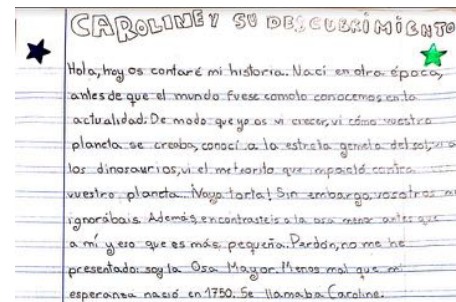 CAROLINE Y SU DESCUBRIMIENTO
Hola, hoy os contaré mi historia. Nací en otra época,
antes de que el mundo fuese como lo conocemos en la
actualidad. De modo que yo os vi crecer, vi cómo vuestro
planeta se creaba, conocí a la estrella gemela del sol, vi a
los dinosaurios, vi el meteorito que impactó contra
vuestro planeta. ¡Vaya torta! Sin embargo, vosotros me
ignorábais. Además, encontrasteis a la osa menor antes que
a mí y eso que es más pequeña. Perdón, no me he
presentado: soy la Osa Mayor. Menos mal que mi
esperanza nació en 1750. Se llamaba Caroline.